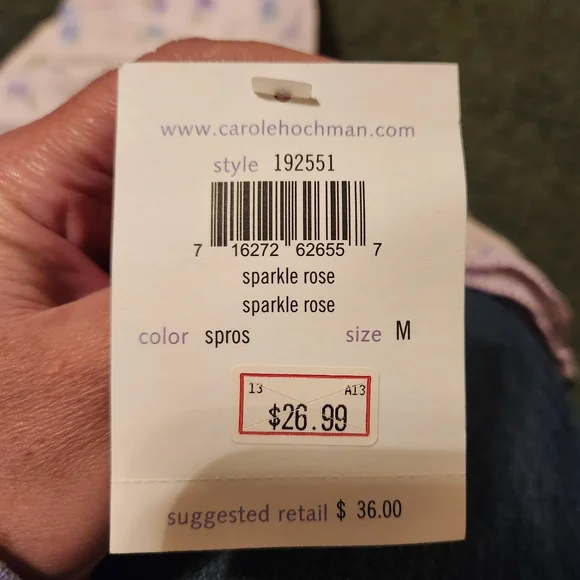 www.carolehochman.com
style 192551
7 16272 62655 7
sparkle rose
sparkle rose
color spros size M
13 A13
$26.99
suggested retail $ 36.00